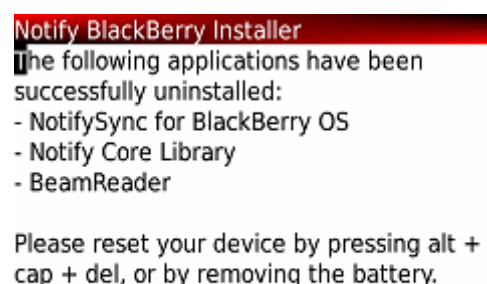 Notify BlackBerry Installer
The following applications have been
successfully uninstalled:
- NotifySync for BlackBerry OS
- Notify Core Library
- BeamReader
Please reset your device by pressing alt +
cap + del, or by removing the battery.